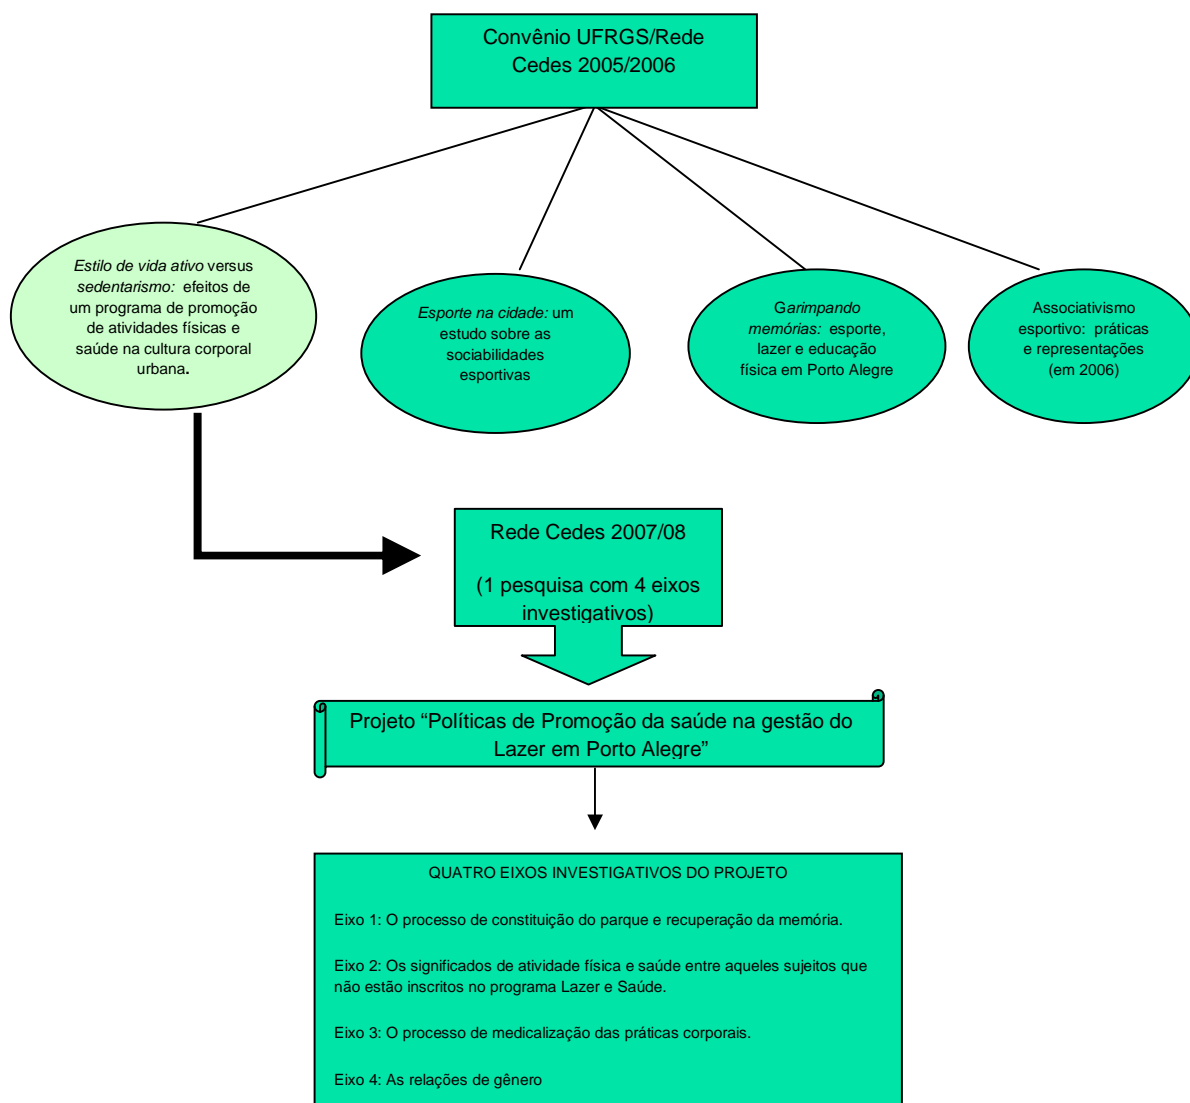 Convênio UFRGS/Rede
Cedes 2005/2006
Estilo de vida ativo versus
sedentarismo: efeitos de
um programa de promoção
de atividades físicas e
saúde na cultura corporal
urbana.
Esporte na cidade: um
estudo sobre as
sociabilidades
esportivas
Garimpando
memórias: esporte,
lazer e educação
física em Porto Alegre
Associativismo
esportivo: práticas
e representações
(em 2006)
Rede Cedes 2007/08
(1 pesquisa com 4 eixos
investigativos)
Projeto “Políticas de Promoção da saúde na gestão do
Lazer em Porto Alegre”
QUATRO EIXOS INVESTIGATIVOS DO PROJETO
Eixo 1: O processo de constituição do parque e recuperação da memória.
Eixo 2: Os significados de atividade física e saúde entre aqueles sujeitos que
não estão inscritos no programa Lazer e Saúde.
Eixo 3: O processo de medicalização das práticas corporais.
Eixo 4: As relações de gênero